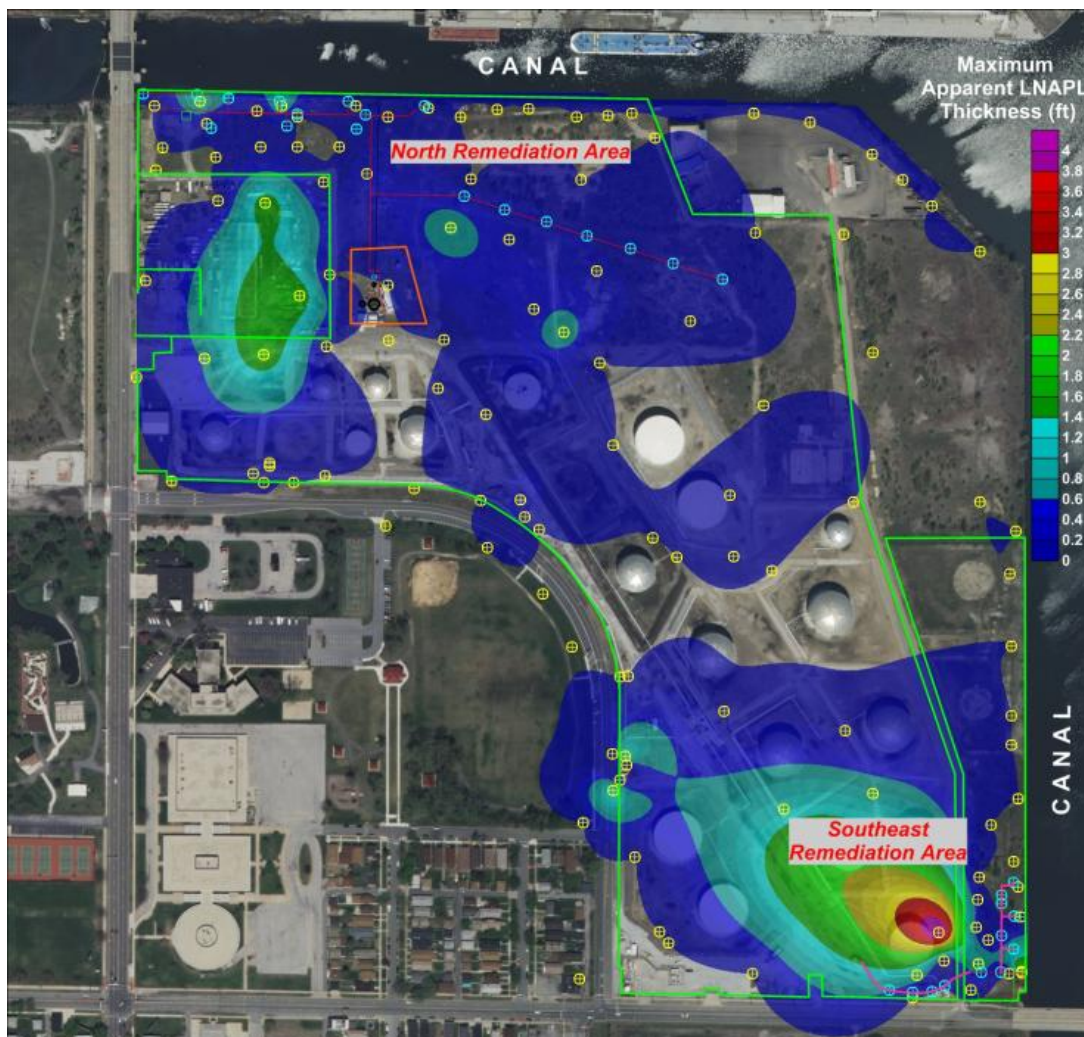 CANAL
Maximum
Apparent LNAPL
Thickness (ft)
North Remediation Area
4
3.8
3.6
3.4
3.2
3
2.8
2.6
2.4
2.2
2
1.8
1.6
1.4
1.2
1
0.8
0.6
0.4
0.2
0
CANAL
Southeast
Remediation Area